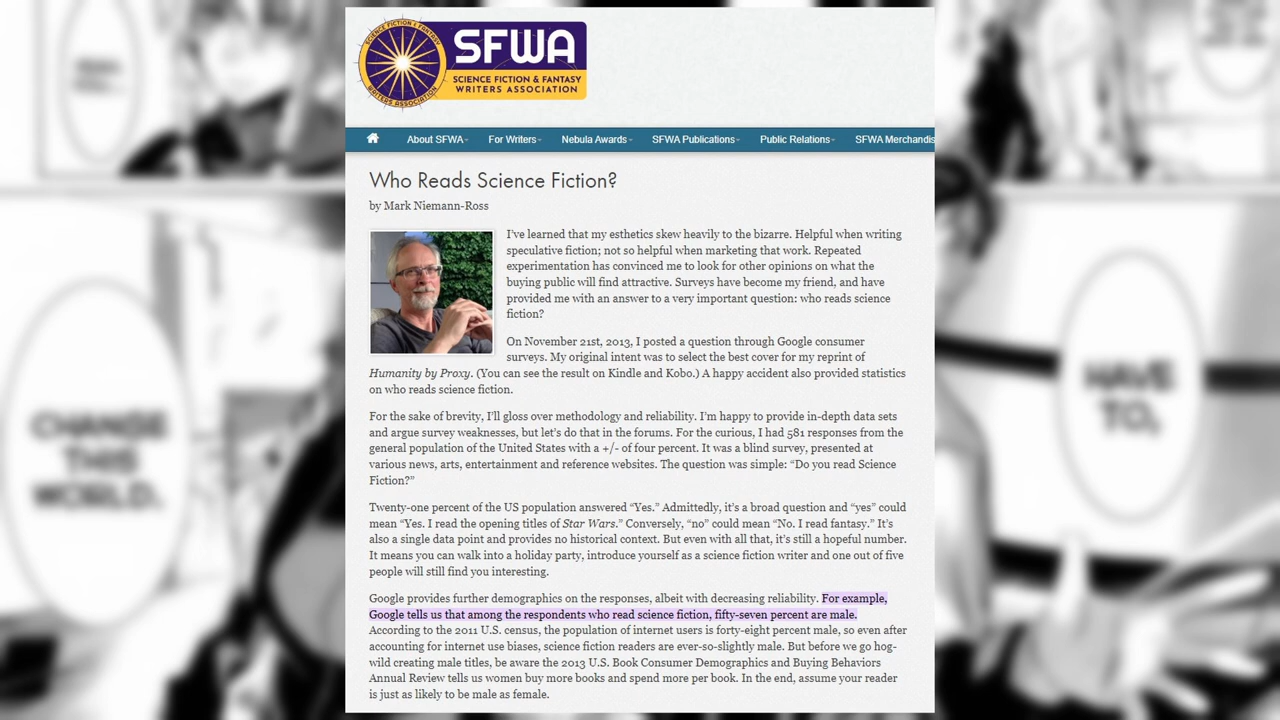 SCIENCE FICTION & FANTASY
WRITERS ASSOCIATION
SFWA
SCIENCE FICTION & FANTASY
WRITERS ASSOCIATION
About SFWA
For Writers
Nebula Awards
SFWA Publications
Public Relations
SFWA Merchandis
Who Reads Science Fiction?
by Mark Niemann-Ross
I've learned that my esthetics skew heavily to the bizarre. Helpful when writing
speculative fiction; not so helpful when marketing that work. Repeated
experimentation has convinced me to look for other opinions on what the
buying public will find attractive. Surveys have become my friend, and have
provided me with an answer to a very important question: who reads science
fiction?
On November 21st, 2013, I posted a question through Google consumer
surveys. My original intent was to select the best cover for my reprint of
Humanity by Proxy. (You can see the result on Kindle and Kobo.) A happy accident also provided statistics
on who reads science fiction.
For the sake of brevity, I'll gloss over methodology and reliability. I'm happy to provide in-depth data sets
and argue survey weaknesses, but let's do that in the forums. For the curious, I had 581 responses from the
general population of the United States with a +/- of four percent. It was a blind survey, presented at
various news, arts, entertainment and reference websites. The question was simple: "Do you read Science
Fiction?"
Twenty-one percent of the US population answered "Yes." Admittedly, it's a broad question and "yes" could
mean "Yes. I read the opening titles of Star Wars." Conversely, "no" could mean "No. I read fantasy." It's
also a single data point and provides no historical context. But even with all that, it's still a hopeful number.
It means you can walk into a holiday party, introduce yourself as a science fiction writer and one out of five
people will still find you interesting.
Google provides further demographics on the responses, albeit with decreasing reliability. For example,
Google tells us that among the respondents who read science fiction, fifty-seven percent are male.
According to the 2011 U.S. census, the population of internet users is forty-eight percent male, so even after
accounting for internet use biases, science fiction readers are ever-so-slightly male. But before we go hog-
wild creating male titles, be aware the 2013 U.S. Book Consumer Demographics and Buying Behaviors
Annual Review tells us women buy more books and spend more per book. In the end, assume your reader
is just as likely to be male as female.
CHANGE
THIS
WORLD.
HAVE
TO,